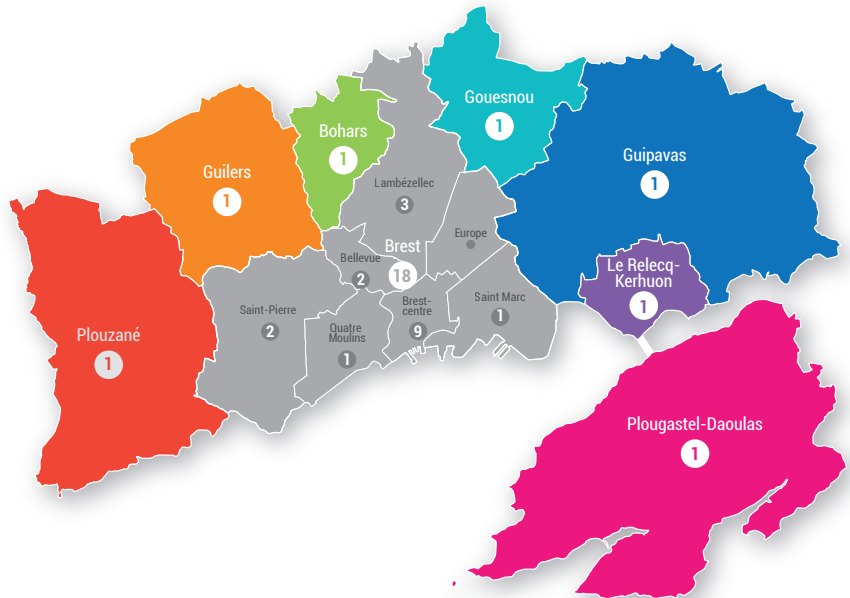 Gouesnou
1
Bohars
1
Guipavas
1
Guilers
1
Lambézellec
3
Europe
Brest
18
Bellevue
2
Le Relecq-
Kerhuon
1
Saint-Pierre
2
Quatre
Moulins
1
Brest-
centre
9
Saint Marc
1
Plouzané
1
Plougastel-Daoulas
1